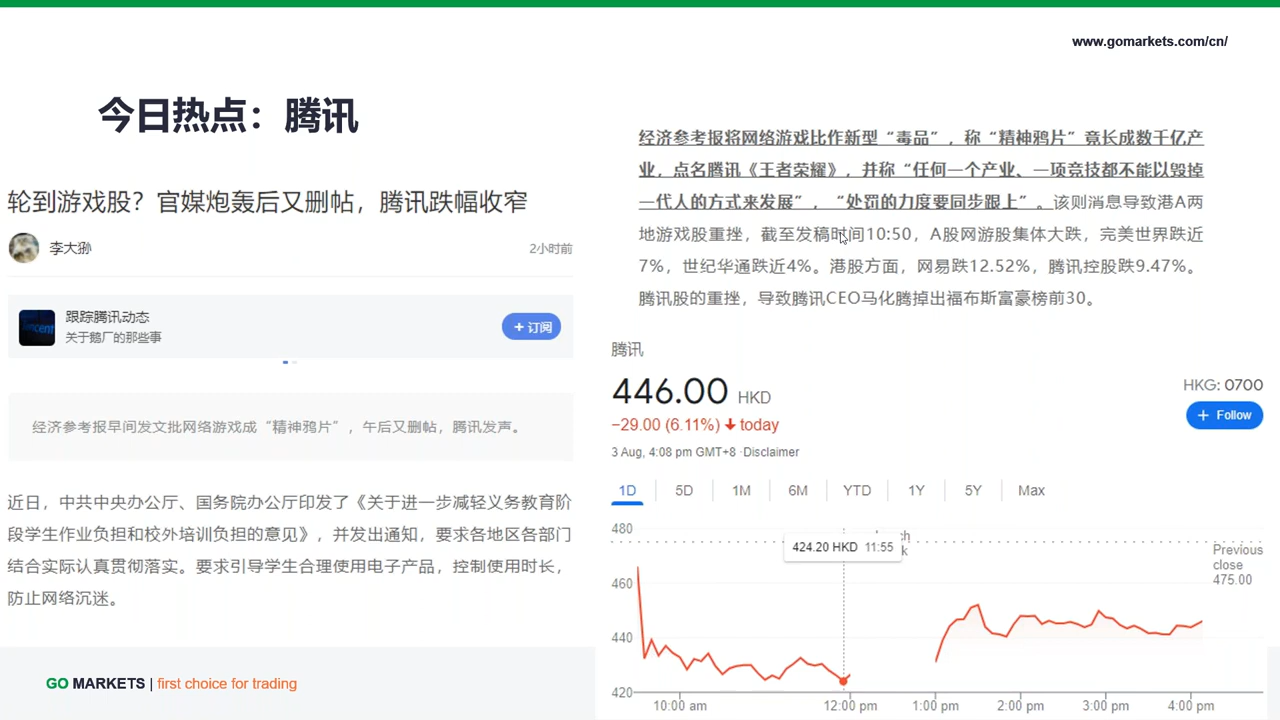 www.gomarkets.com/cn/
今日热点：腾讯
轮到游戏股？官媒炮轰后又删帖，腾讯跌幅收窄
李大猕
2小时前
跟踪腾讯动态
关于鹅厂的那些事
+ 订阅
经济参考报早间发文批网络游戏成“精神鸦片”，午后又删帖，腾讯发声。
近日，中共中央办公厅、国务院办公厅印发了《关于进一步减轻义务教育阶
段学生作业负担和校外培训负担的意见》，并发出通知，要求各地区各部门
结合实际认真贯彻落实。要求引导学生合理使用电子产品，控制使用时长，
防止网络沉迷。
GO MARKETS | first choice for trading
经济参考报将网络游戏比作新型“毒品”，称“精神鸦片”竟长成数千亿产
业，点名腾讯《王者荣耀》，并称“任何一个产业、一项竞技都不能以毁掉
一代人的方式来发展”，“处罚的力度要同步跟上”。该则消息导致港A两
地游戏股重挫，截至发稿时间10:50，A股网游股集体大跌，完美世界跌近
7%，世纪华通跌近4%。港股方面，网易跌12.52%，腾讯控股跌9.47%。
腾讯股的重挫，导致腾讯CEO马化腾掉出福布斯富豪榜前30。
腾讯
446.00 HKD
HKG: 0700
−29.00 (6.11%) ↓ today
+ Follow
3 Aug, 4:08 pm GMT+8 ·Disclaimer
1D 5D 1M 6M YTD 1Y 5Y Max
480
424.20 HKD 11:55
Previous
close
475.00
460
440
420
10:00 am 12:00 pm 1:00 pm 2:00 pm 3:00 pm 4:00 pm